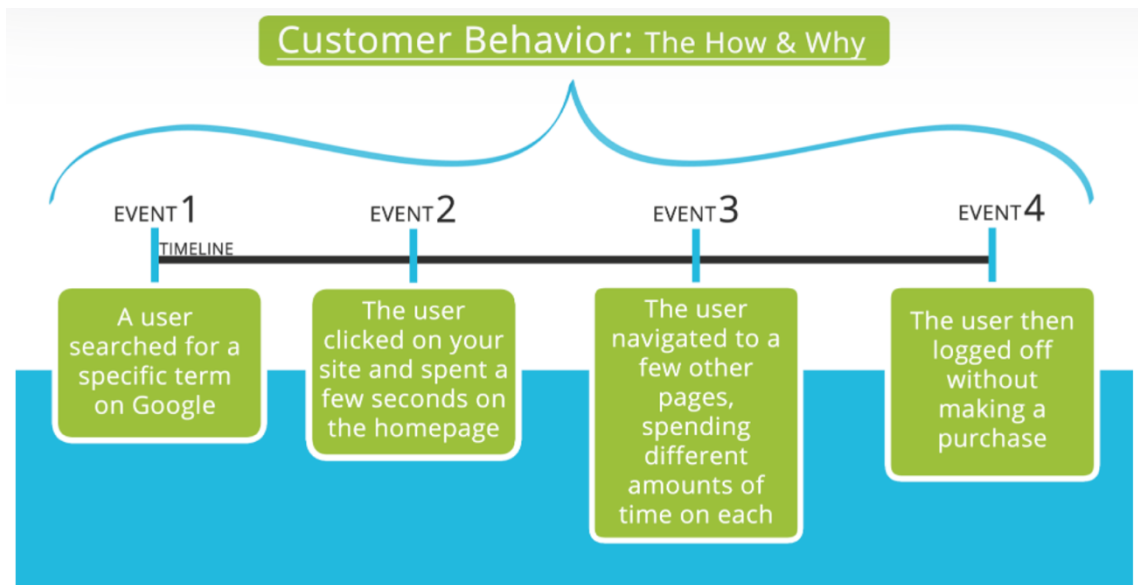 Customer Behavior: The How & Why
EVENT 1
EVENT 2
EVENT 3
EVENT 4
TIMELINE
A user
searched for a
specific term
on Google
The user
clicked on your
site and spent a
few seconds on
the homepage
The user
navigated to a
few other
pages,
spending
different
amounts of
time on each
The user then
logged off
without
making a
purchase